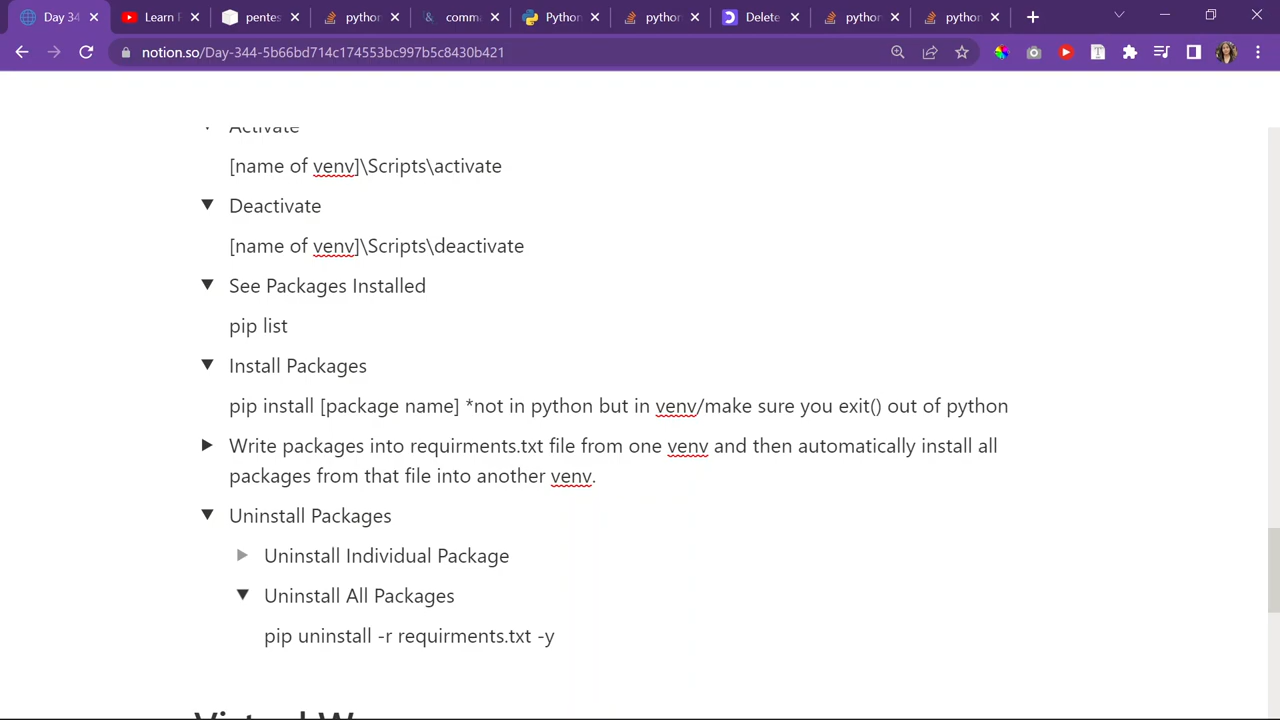 Day 34
Learn P
pentes
python
comma
Python
python
Delete
python
python
notion.so/Day-344-5b66bd714c174553bc997b5c8430b421
Activate
[name of venv]\Scripts\activate
Deactivate
[name of venv]\Scripts\deactivate
See Packages Installed
pip list
Install Packages
pip install [package name] *not in python but in venv/make sure you exit() out of python
Write packages into requirments.txt file from one venv and then automatically install all
packages from that file into another venv.
Uninstall Packages
Uninstall Individual Package
Uninstall All Packages
pip uninstall -r requirments.txt -y